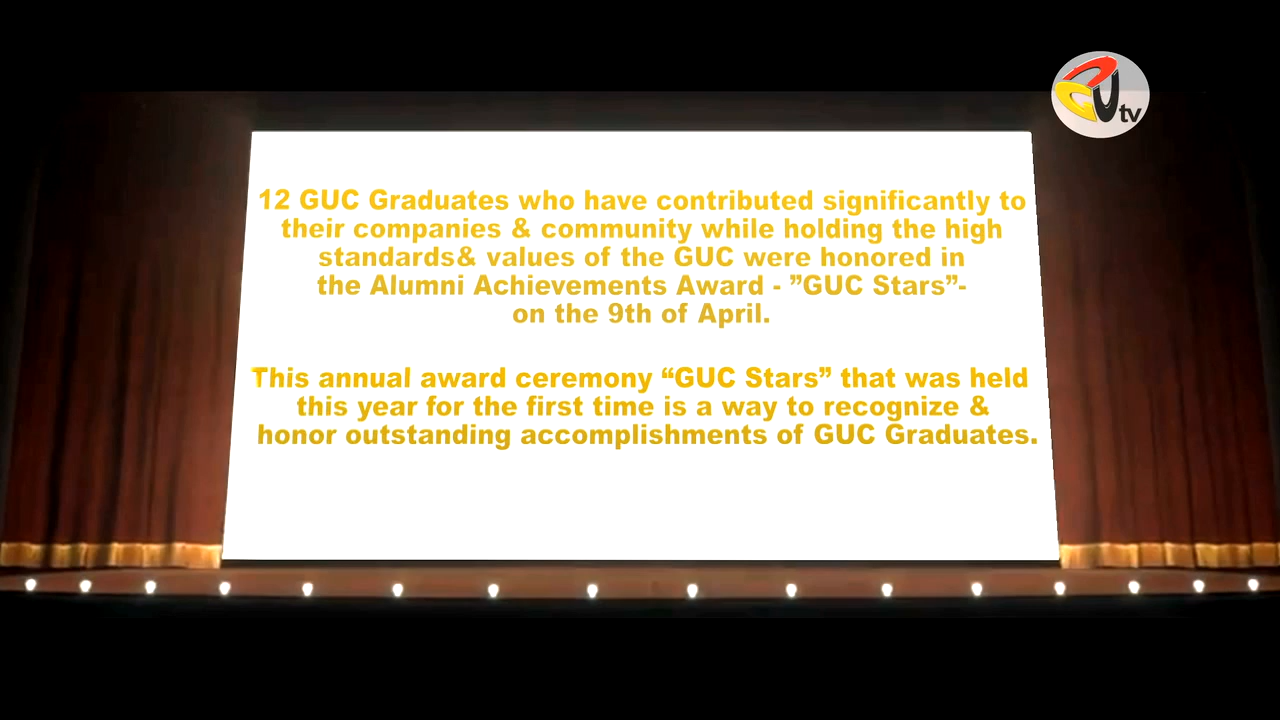 GUC tv
12 GUC Graduates who have contributed significantly to
their companies & community while holding the high
standards& values of the GUC were honored in
the Alumni Achievements Award - ”GUC Stars”-
on the 9th of April.
This annual award ceremony “GUC Stars” that was held
this year for the first time is a way to recognize &
honor outstanding accomplishments of GUC Graduates.